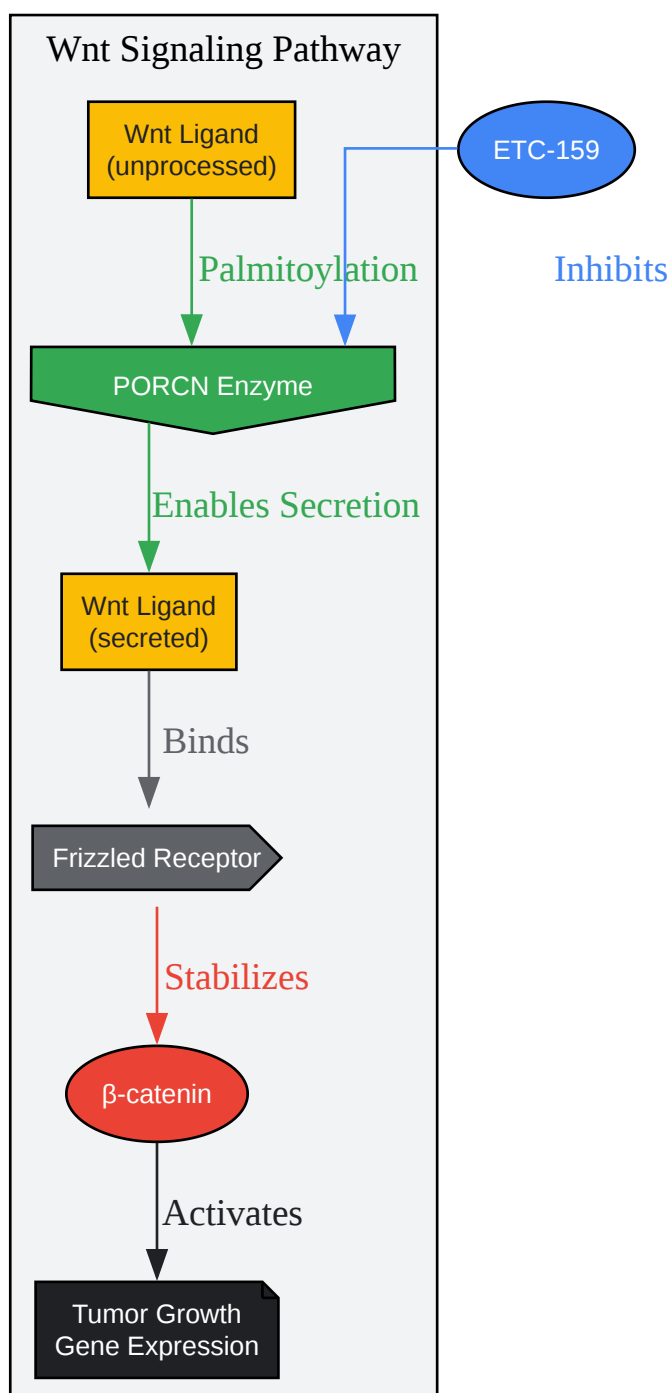 Wnt Signaling Pathway
Wnt Ligand
(unprocessed)
ETC-159
Palmitoylation
Inhibits
PORCN Enzyme
Enables Secretion
Wnt Ligand
(secreted)
Binds
Frizzled Receptor
Stabilizes
β-catenin
Activates
Tumor Growth
Gene Expression